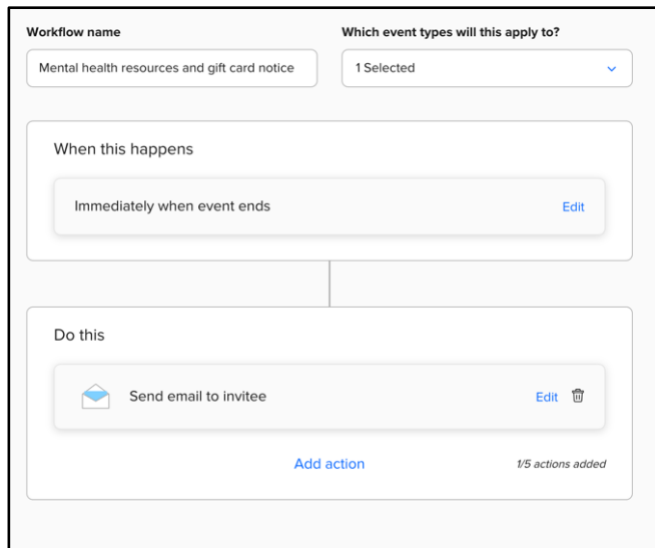 Workflow name
Which event types will this apply to?
Mental health resources and gift card notice
1 Selected
When this happens
Immediately when event ends
Edit
Do this
Send email to invitee
Edit
Add action
1/5 actions added